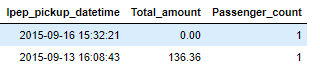 lpep_pickup_datetime Total_amount Passenger_count
2015-09-16 15:32:21 0.00 1
2015-09-13 16:08:43 136.36 1